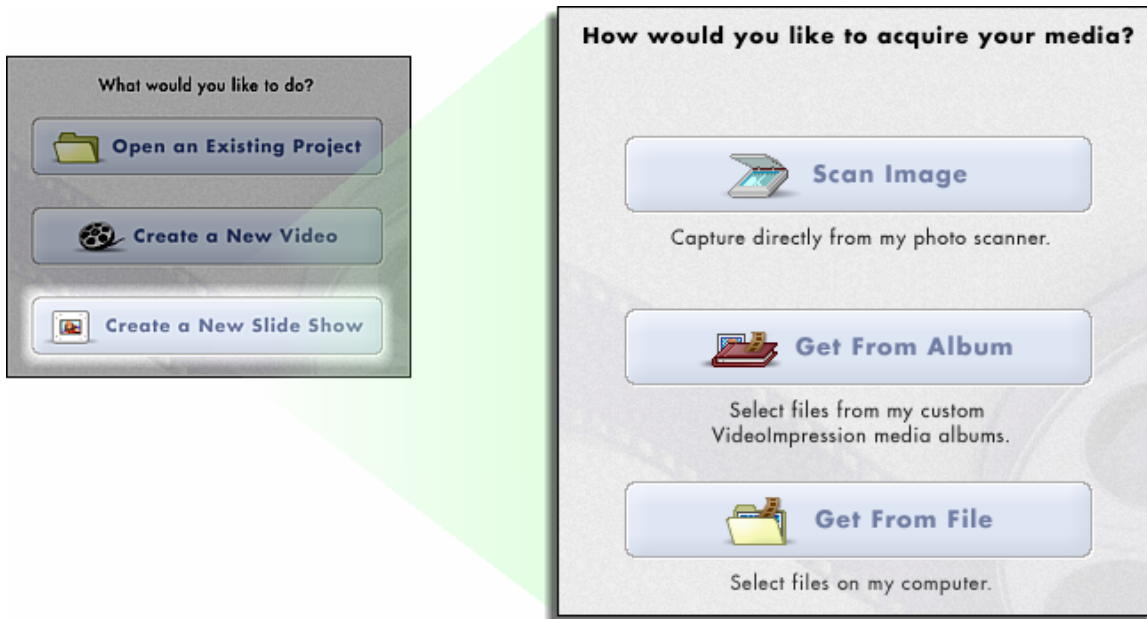 What would you like to do?
Open an Existing Project
Create a New Video
Create a New Slide Show
How would you like to acquire your media?
Scan Image
Capture directly from my photo scanner.
Get From Album
Select files from my custom
VideoImpression media albums.
Get From File
Select files on my computer.